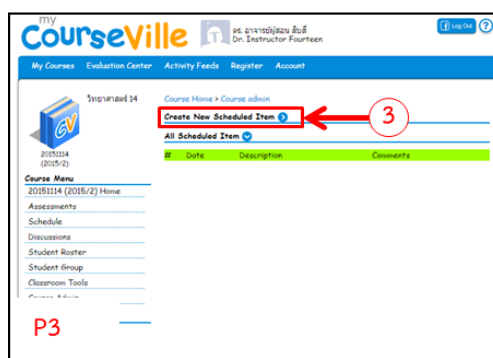 my
CourseVille
ดร. อาจารย์ผู้สอน สิบสี่
Dr. Instructor Fourteen
Log Out ?
My Courses Evaluation Center Activity Feeds Register Account
วิทยาศาสตร์ 14
CV
20151114
(2015/2)
Course Home › Course admin
Create New Scheduled Item
3
All Scheduled Item
# Date Description Comments
Course Menu
20151114 (2015/2) Home
Assessments
Schedule
Discussions
Student Roster
Student Group
Classroom Tools
Course Admin
P3